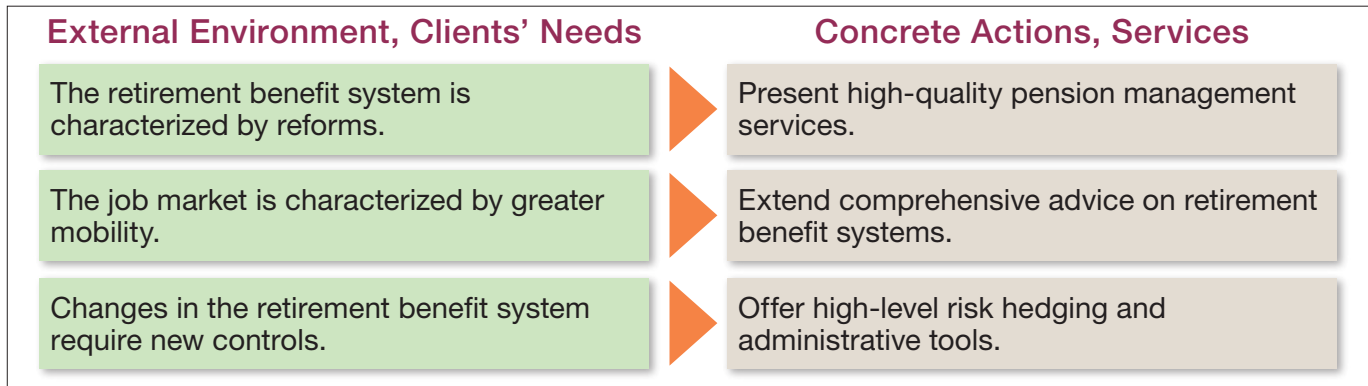 External Environment, Clients’ Needs
Concrete Actions, Services
The retirement benefit system is
characterized by reforms.
Present high-quality pension management
services.
The job market is characterized by greater
mobility.
Extend comprehensive advice on retirement
benefit systems.
Changes in the retirement benefit system
require new controls.
Offer high-level risk hedging and
administrative tools.